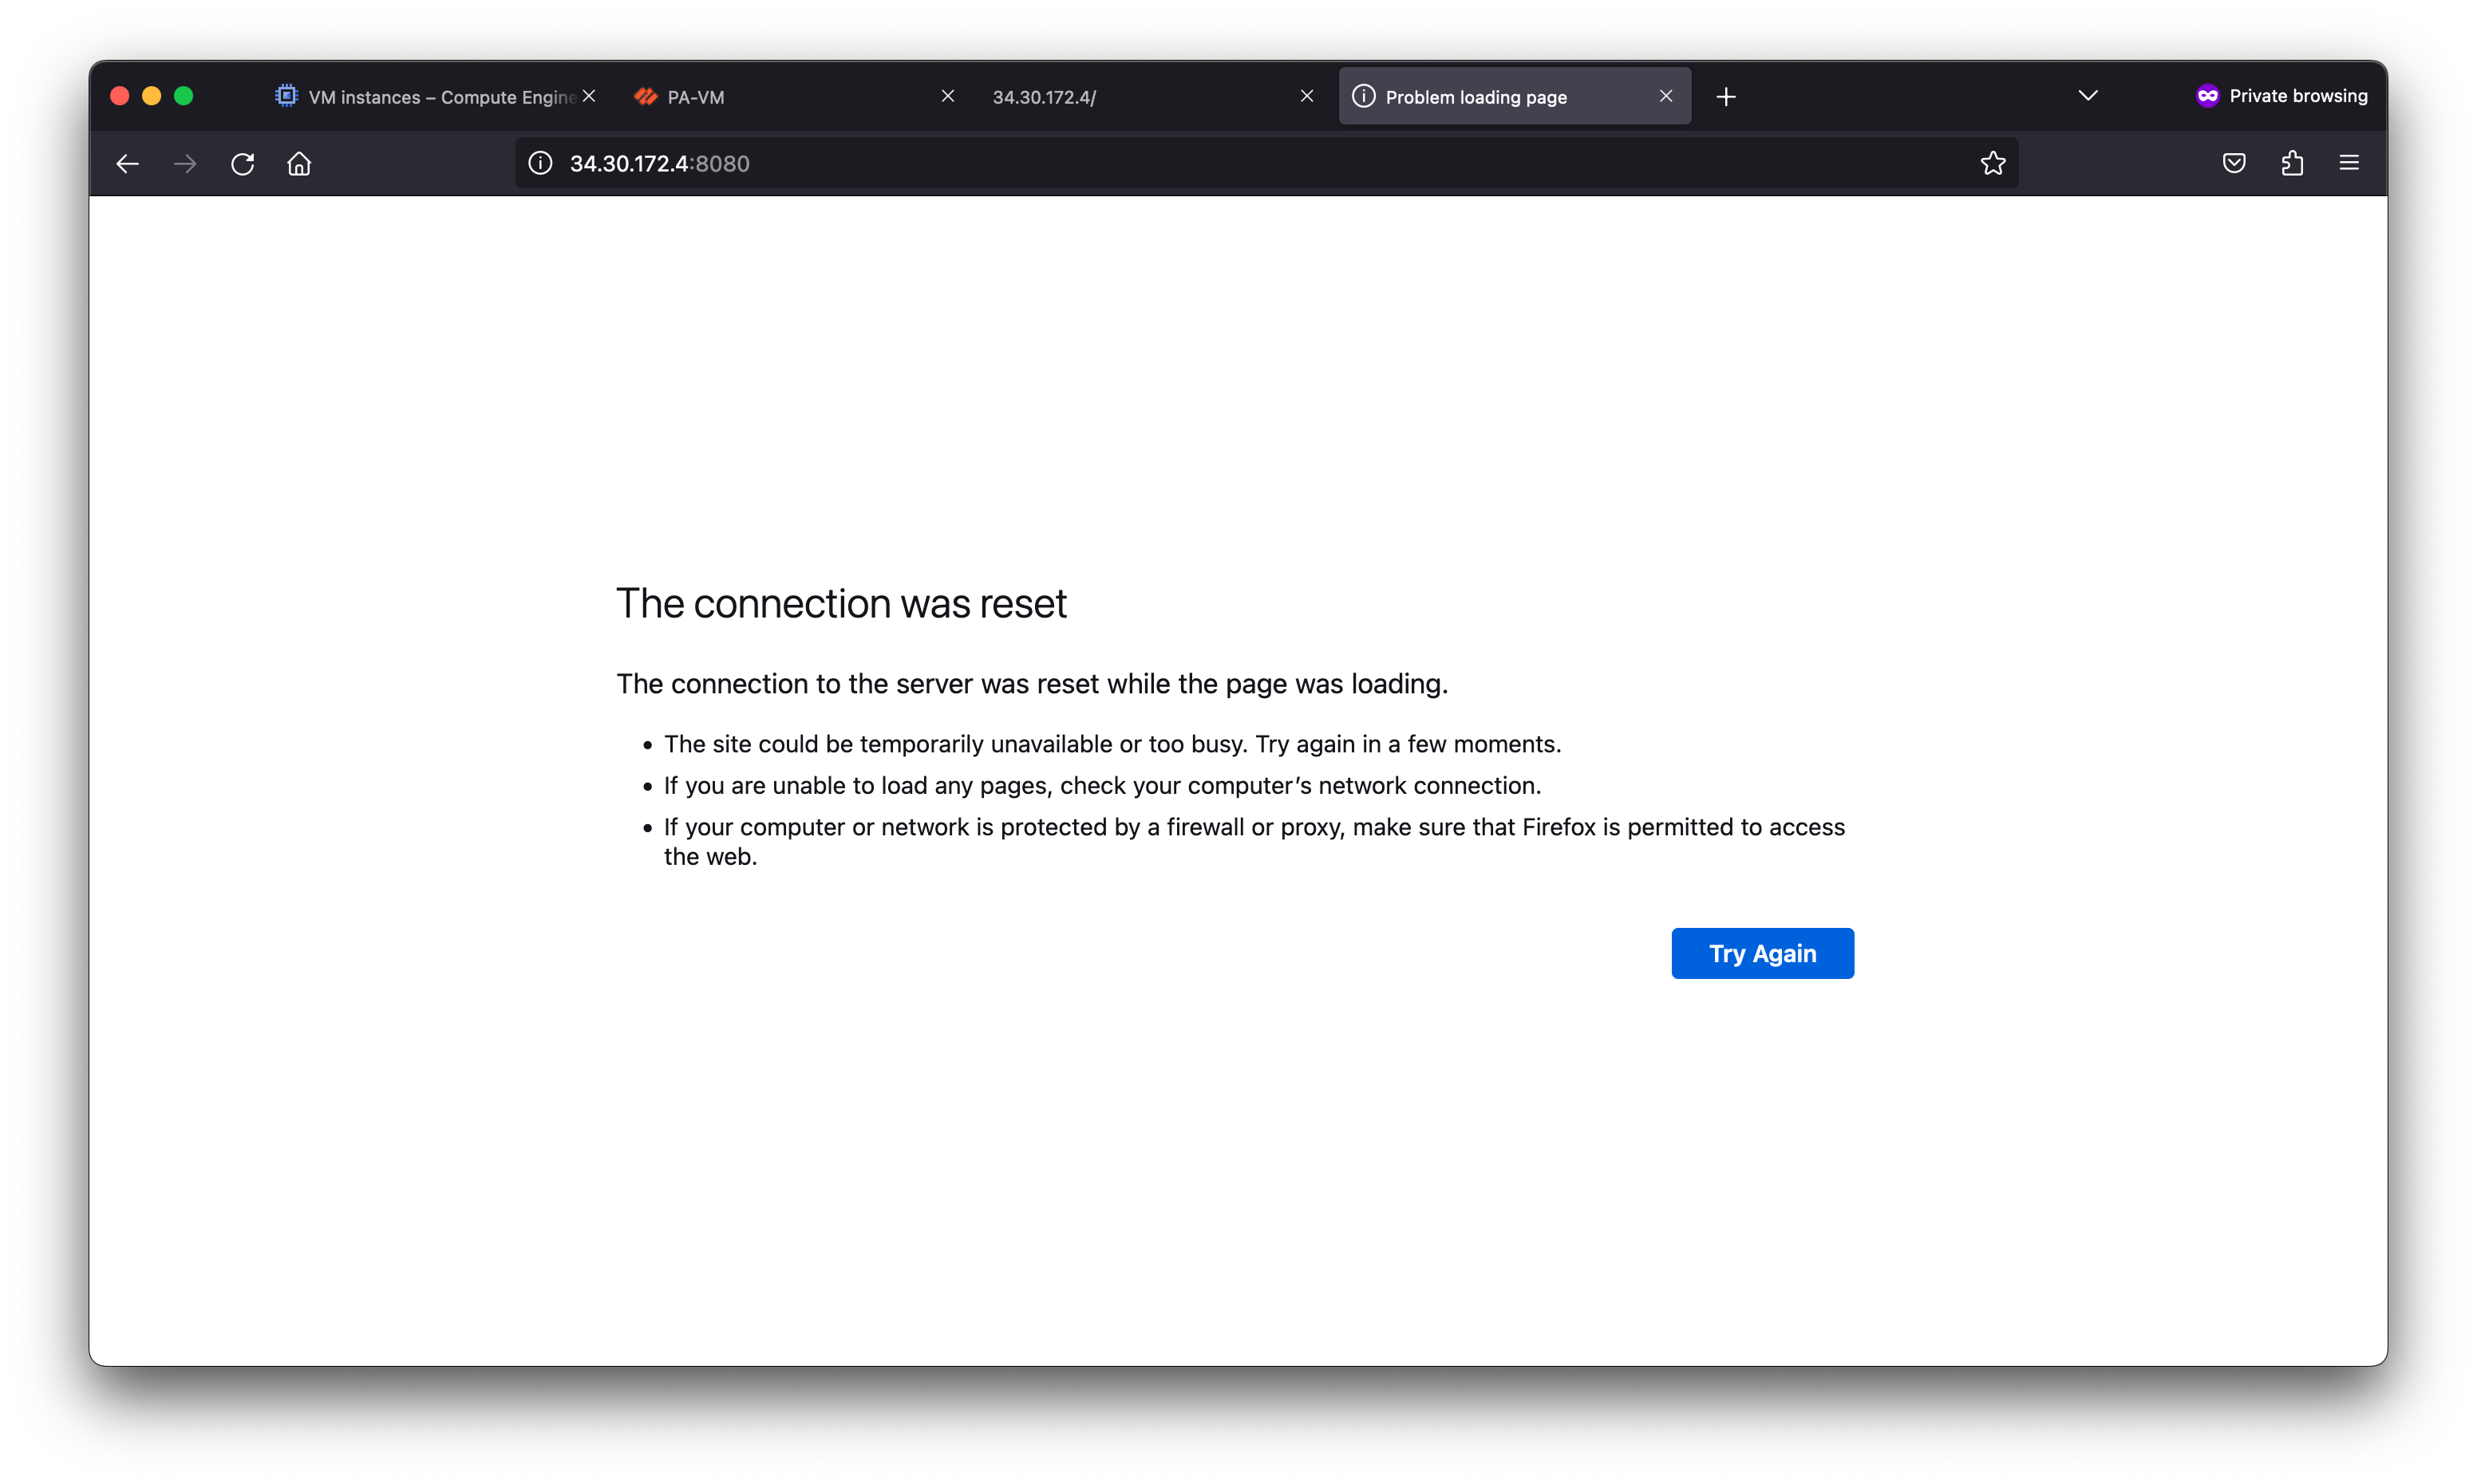 VM instances – Compute Engine
PA-VM
34.30.172.4/
Problem loading page
Private browsing
34.30.172.4:8080
The connection was reset
The connection to the server was reset while the page was loading.
The site could be temporarily unavailable or too busy. Try again in a few moments.
If you are unable to load any pages, check your computer’s network connection.
If your computer or network is protected by a firewall or proxy, make sure that Firefox is permitted to access
the web.
Try Again